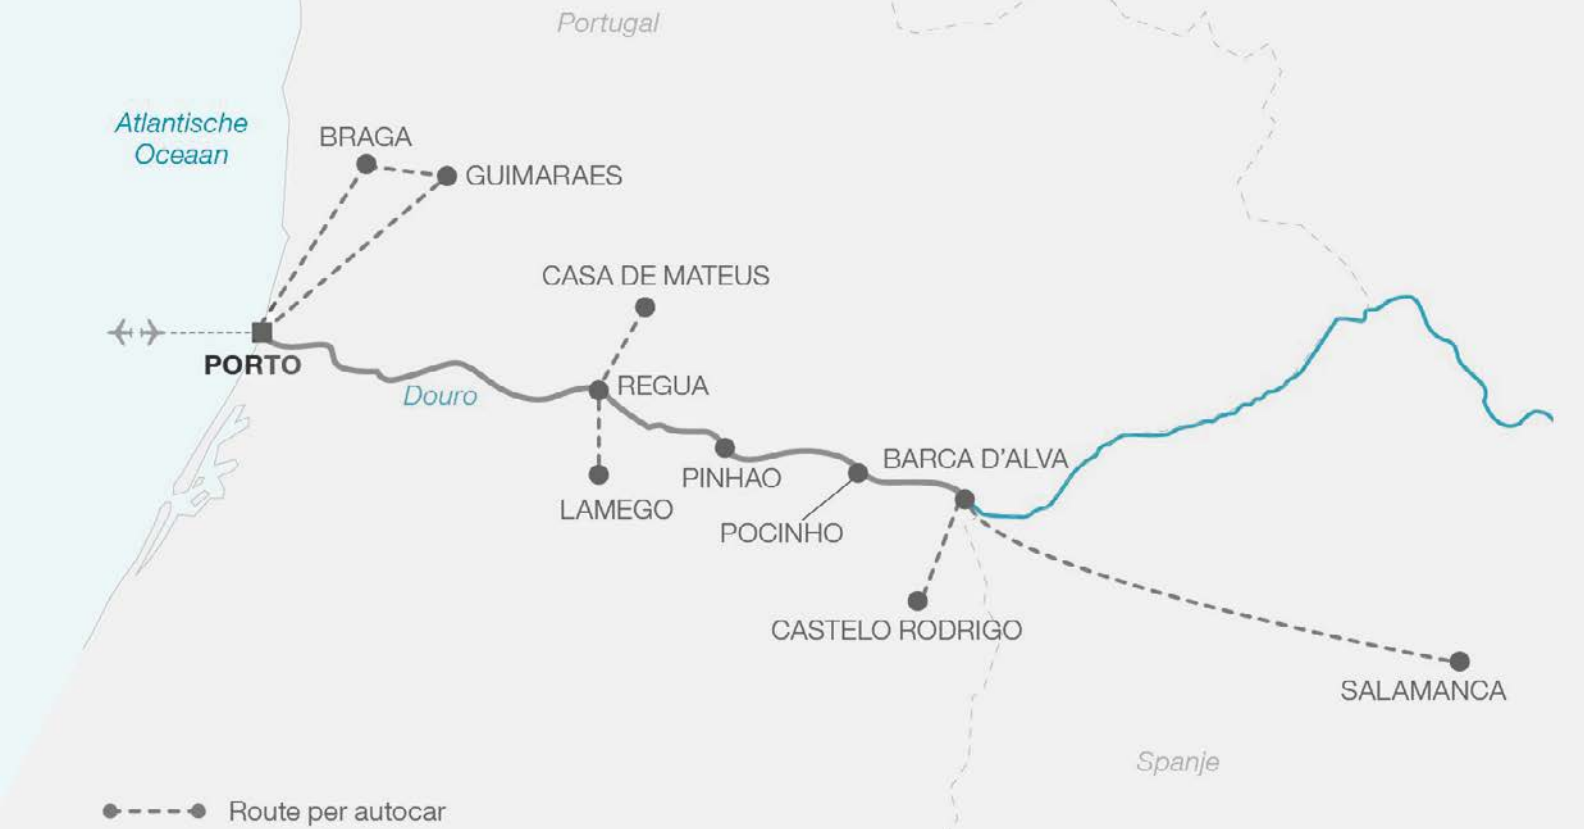 Portugal
Atlantische
Oceaan
BRAGA
GUIMARAES
CASA DE MATEUS
PORTO
Douro
REGUA
LAMEGO
PINHAO
BARCA D'ALVA
POCINHO
CASTELO RODRIGO
SALAMANCA
Spanje
Route per autocar